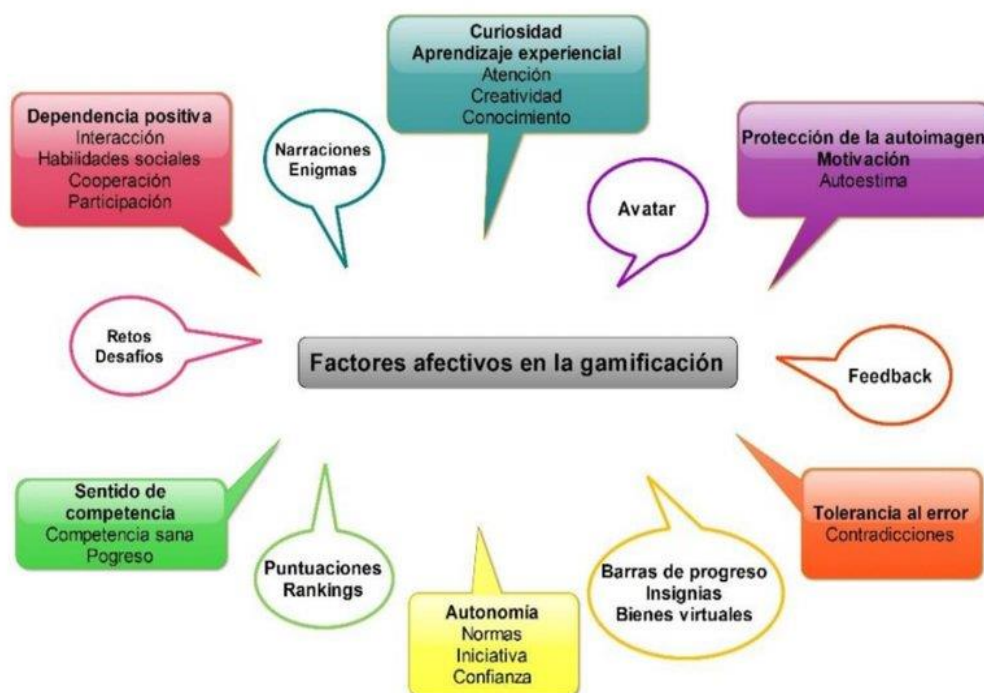 Curiosidad
Aprendizaje experiencial
Atención
Creatividad
Conocimiento
Dependencia positiva
Interacción
Habilidades sociales
Cooperación
Participación
Narraciones
Enigmas
Avatar
Protección de la autoimagen
Motivación
Autoestima
Retos
Desafíos
Factores afectivos en la gamificación
Feedback
Sentido de
competencia
Competencia sana
Pogreso
Puntuaciones
Rankings
Autonomía
Normas
Iniciativa
Confianza
Barras de progreso
Insignias
Bienes virtuales
Tolerancia al error
Contradicciones